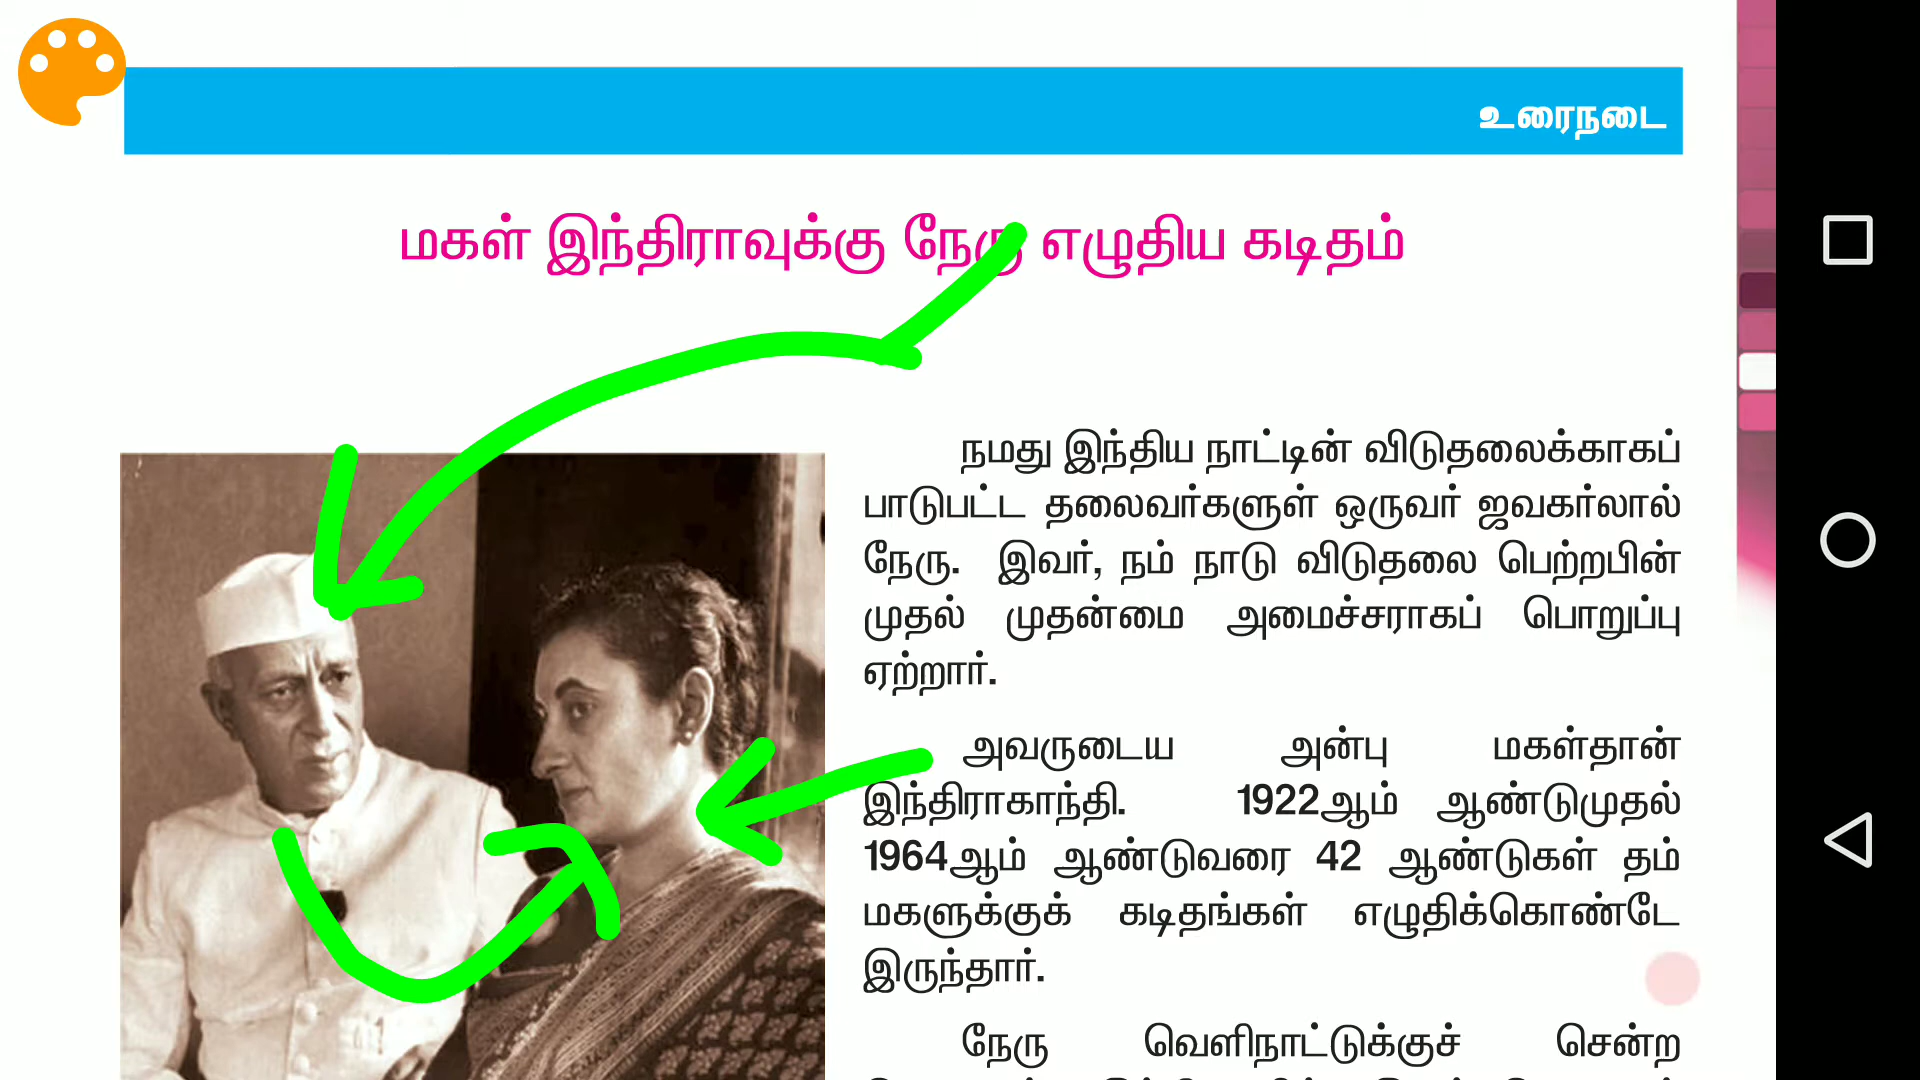 உரைநடை
மகள் இந்திராவுக்கு நேரு எழுதிய கடிதம்
நமது இந்திய நாட்டின் விடுதலைக்காகப்
பாடுபட்ட தலைவர்களுள் ஒருவர் ஜவகர்லால்
நேரு. இவர், நம் நாடு விடுதலை பெற்றபின்
முதல் முதன்மை அமைச்சராகப் பொறுப்பு
ஏற்றார்.
அவருடைய அன்பு மகள்தான்
இந்திராகாந்தி. 1922ஆம் ஆண்டுமுதல்
1964ஆம் ஆண்டுவரை 42 ஆண்டுகள் தம்
மகளுக்குக் கடிதங்கள் எழுதிக்கொண்டே
இருந்தார்.
நேரு வெளிநாட்டுக்குச் சென்ற